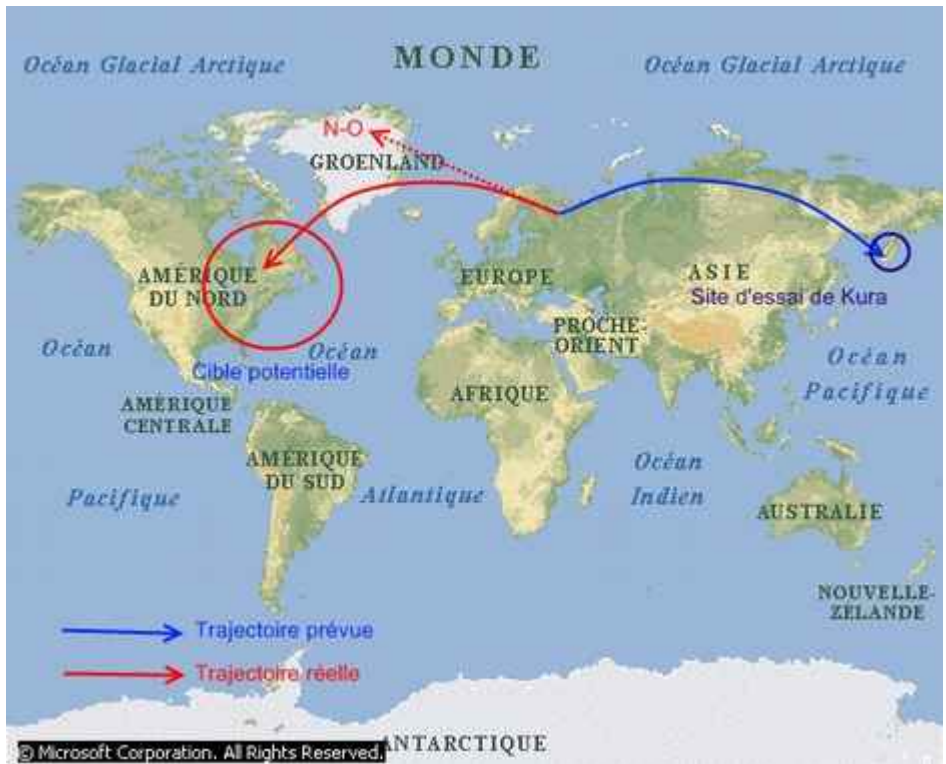 MONDE
Océan Glacial Arctique
Océan Glacial Arctique
N-O
GROENLAND
AMÉRIQUE
DU NORD
EUROPE
ASIE
Site d'essai de Kura
PROCHE-
ORIENT
Océan
Océan
Océan
Pacifique
Cible potentielle
AMÉRIQUE
CENTRALE
AFRIQUE
AMÉRIQUE
DU SUD
Pacifique
Atlantique
Océan
Indien
AUSTRALIE
NOUVELLE-
ZELANDE
Trajectoire prévue
Trajectoire réelle
ANTARCTIQUE
© Microsoft Corporation. All Rights Reserved.